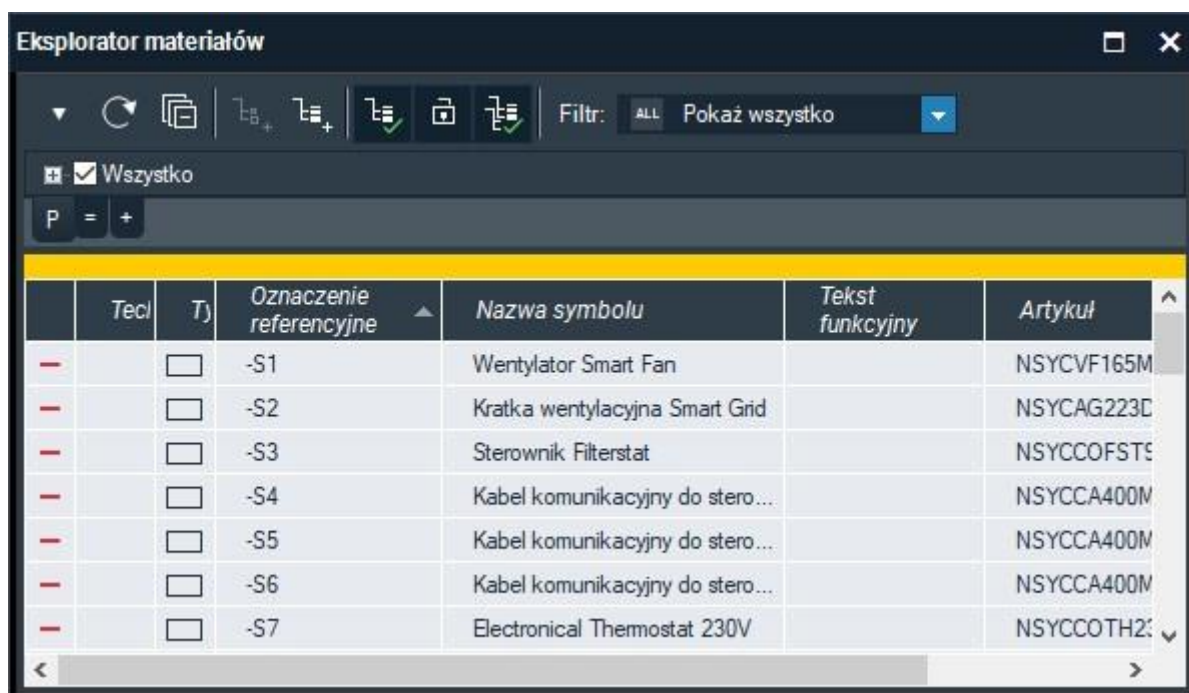 Eksplorator materiałów
Filtr: ALL Pokaż wszystko
Wszystko
P = +
Oznaczenie referencyjne Nazwa symbolu Tekst funkcyjny Artykuł
-S1 Wentylator Smart Fan NSYCVF165M
-S2 Kratka wentylacyjna Smart Grid NSYCAG223D
-S3 Sterownik Filterstat
-S4 Kabel komunikacyjny do stero... NSYCCA400M
-S5 Kabel komunikacyjny do stero... NSYCCA400M
-S6 Kabel komunikacyjny do stero... NSYCCA400M
-S7 Electronical Thermostat 230V